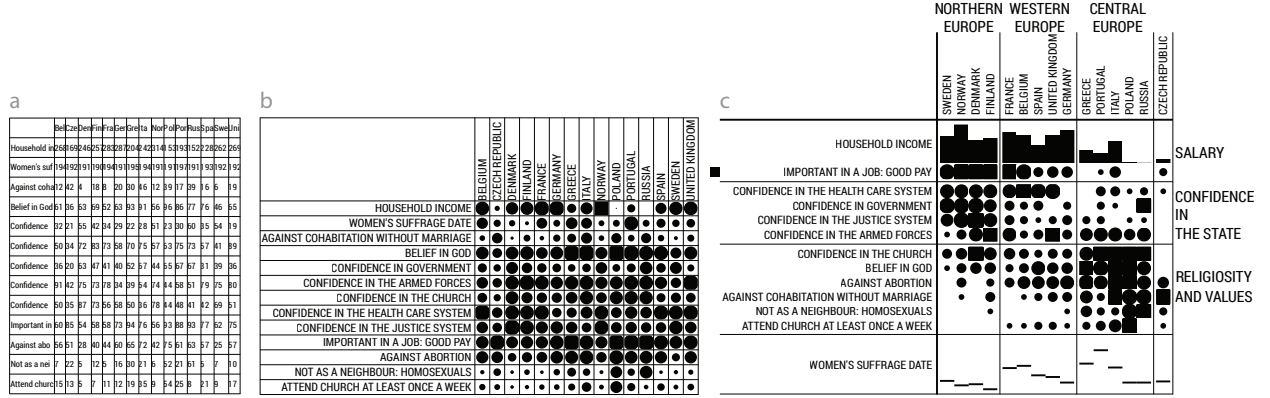 a
Bel Cze Den Fin Fra Ger Gre Ita Nor Pol Por Rus Spa Swe Uni
Household in 268 169 246 257 283 287 204 242 314 153 193 152 228 262 269
Women's suf 194 192 191 190 194 191 195 194 191 191 197 191 193 192 192
Against coha 12 42 4 18 8 20 30 46 12 39 17 39 16 6 19
Belief in God 61 36 63 69 52 63 93 91 56 96 86 77 76 46 55
Confidence 32 21 55 42 34 29 22 28 51 23 30 60 35 54 19
Confidence 50 34 72 83 73 58 70 75 57 63 75 73 57 41 89
Confidence 36 20 63 47 41 40 52 57 44 65 67 67 31 39 36
Confidence 91 42 75 73 78 34 39 54 74 44 58 51 79 75 80
Confidence 50 35 87 73 56 58 50 36 78 44 48 41 42 69 51
Important in 60 85 54 58 58 73 94 76 56 93 88 93 77 62 75
Against abo 56 51 28 40 44 60 65 72 42 75 61 63 57 25 57
Not as a nei 7 22 5 12 5 16 30 21 6 52 21 61 5 7 10
Attend churc 15 13 5 7 11 12 19 35 9 54 25 8 21 9 17
b
BELGIUM
CZECH REPUBLIC
DENMARK
FINLAND
FRANCE
GERMANY
GREECE
ITALY
NORWAY
POLAND
PORTUGAL
RUSSIA
SPAIN
SWEDEN
UNITED KINGDOM
HOUSEHOLD INCOME
WOMEN'S SUFFRAGE DATE
AGAINST COHABITATION WITHOUT MARRIAGE
BELIEF IN GOD
CONFIDENCE IN GOVERNMENT
CONFIDENCE IN THE ARMED FORCES
CONFIDENCE IN THE CHURCH
CONFIDENCE IN THE HEALTH CARE SYSTEM
CONFIDENCE IN THE JUSTICE SYSTEM
IMPORTANT IN A JOB: GOOD PAY
AGAINST ABORTION
NOT AS A NEIGHBOUR: HOMOSEXUALS
ATTEND CHURCH AT LEAST ONCE A WEEK
c
NORTHERN
EUROPE
WESTERN
EUROPE
CENTRAL
EUROPE
SWEDEN
NORWAY
DENMARK
FINLAND
FRANCE
BELGIUM
SPAIN
UNITED KINGDOM
GERMANY
GREECE
PORTUGAL
ITALY
POLAND
RUSSIA
CZECH REPUBLIC
HOUSEHOLD INCOME
IMPORTANT IN A JOB: GOOD PAY
SALARY
CONFIDENCE IN THE HEALTH CARE SYSTEM
CONFIDENCE IN GOVERNMENT
CONFIDENCE IN THE JUSTICE SYSTEM
CONFIDENCE IN THE ARMED FORCES
CONFIDENCE
IN
THE STATE
CONFIDENCE IN THE CHURCH
BELIEF IN GOD
AGAINST ABORTION
AGAINST COHABITATION WITHOUT MARRIAGE
NOT AS A NEIGHBOUR: HOMOSEXUALS
ATTEND CHURCH AT LEAST ONCE A WEEK
RELIGIOSITY
AND VALUES
WOMEN'S SUFFRAGE DATE